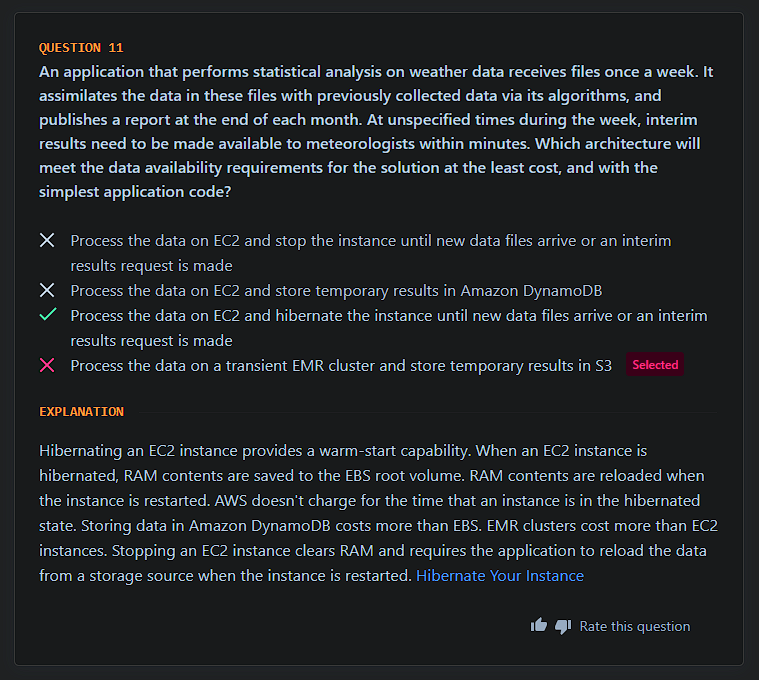 QUESTION 11
An application that performs statistical analysis on weather data receives files once a week. It
assimilates the data in these files with previously collected data via its algorithms, and
publishes a report at the end of each month. At unspecified times during the week, interim
results need to be made available to meteorologists within minutes. Which architecture will
meet the data availability requirements for the solution at the least cost, and with the
simplest application code?
Process the data on EC2 and stop the instance until new data files arrive or an interim
results request is made
Process the data on EC2 and store temporary results in Amazon DynamoDB
Process the data on EC2 and hibernate the instance until new data files arrive or an interim
results request is made
Process the data on a transient EMR cluster and store temporary results in S3 Selected
EXPLANATION
Hibernating an EC2 instance provides a warm-start capability. When an EC2 instance is
hibernated, RAM contents are saved to the EBS root volume. RAM contents are reloaded when
the instance is restarted. AWS doesn't charge for the time that an instance is in the hibernated
state. Storing data in Amazon DynamoDB costs more than EBS. EMR clusters cost more than EC2
instances. Stopping an EC2 instance clears RAM and requires the application to reload the data
from a storage source when the instance is restarted. Hibernate Your Instance
Rate this question